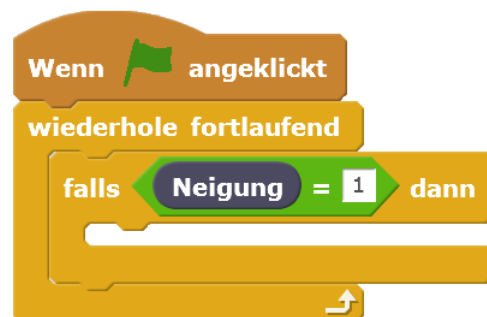 Wenn angeklickt
wiederhole fortlaufend
falls Neigung = 1 dann